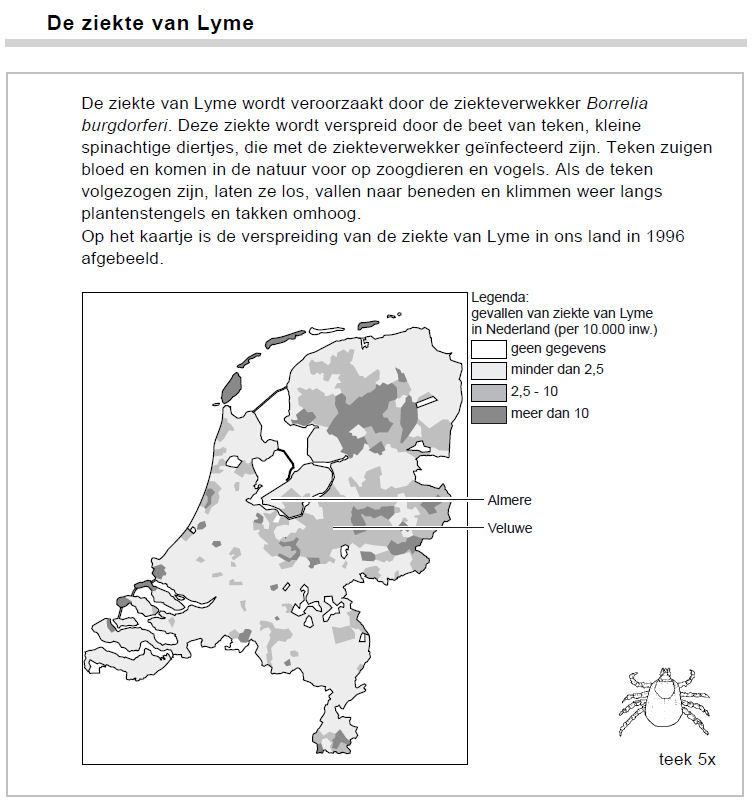 De ziekte van Lyme
De ziekte van Lyme wordt veroorzaakt door de ziekteverwekker Borrelia
burgdorferi. Deze ziekte wordt verspreid door de beet van teken, kleine
spinachtige diertjes, die met de ziekteverwekker geïnfecteerd zijn. Teken zuigen
bloed en komen in de natuur voor op zoogdieren en vogels. Als de teken
volgezogen zijn, laten ze los, vallen naar beneden en klimmen weer langs
plantenstengels en takken omhoog.
Op het kaartje is de verspreiding van de ziekte van Lyme in ons land in 1996
afgebeeld.
Legenda:
gevallen van ziekte van Lyme
in Nederland (per 10.000 inw.)
geen gegevens
minder dan 2,5
2,5 - 10
meer dan 10
Almere
Veluwe
teek 5x